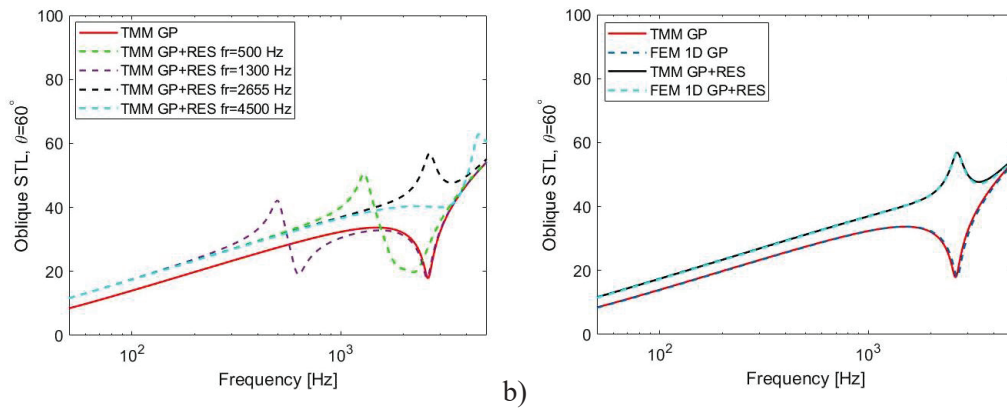 100
80
60
40
20
0
Oblique STL, θ=60°
TMM GP
TMM GP+RES fr=500 Hz
TMM GP+RES fr=1300 Hz
TMM GP+RES fr=2655 Hz
TMM GP+RES fr=4500 Hz
10²
10³
Frequency [Hz]
b)
100
80
60
40
20
0
Oblique STL, θ=60°
TMM GP
FEM 1D GP
TMM GP+RES
FEM 1D GP+RES
10²
10³
Frequency [Hz]